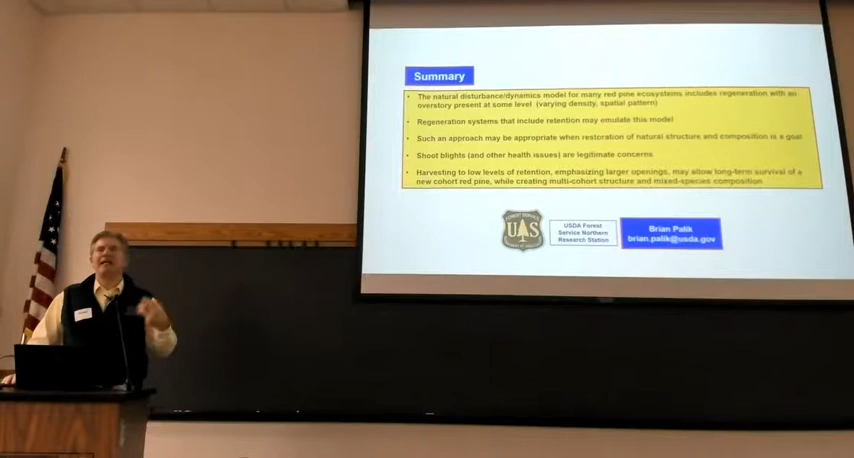 Summary
• The natural disturbance/dynamics model for many red pine ecosystems includes regeneration with an
overstory present at some level (varying density, spatial pattern)
• Regeneration systems that include retention may emulate this model
• Such an approach may be appropriate when restoration of natural structure and composition is a goal
• Shoot blights (and other health issues) are legitimate concerns
• Harvesting to low levels of retention, emphasizing larger openings, may allow long-term survival of a
new cohort red pine, while creating multi-cohort structure and mixed-species composition
FOREST SERVICE
U S
USDA Forest
Service Northern
Research Station
Brian Palik
brian.palik@usda.gov